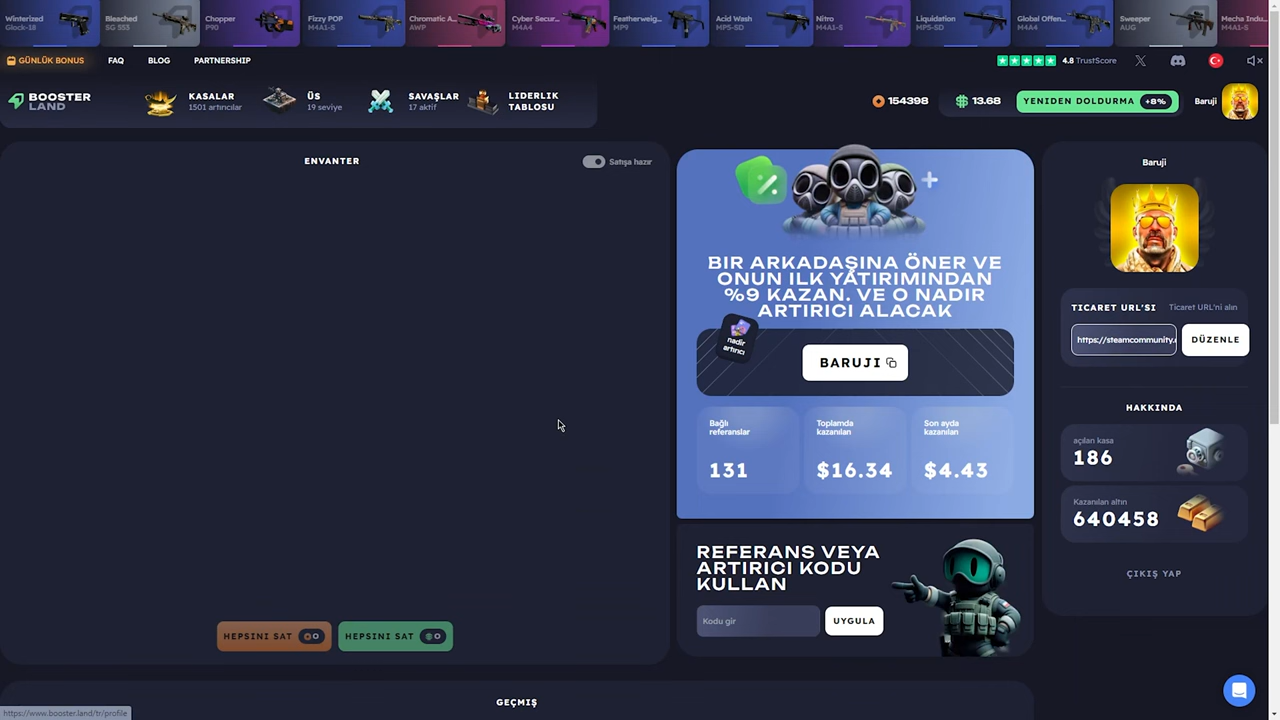 Winterized
Glock-18
Bleached
SG 553
Chopper
P90
Fizzy POP
M4A1-S
Chromatic A...
AWP
Cyber Secur...
M4A4
Featherweig...
MP9
Acid Wash
MP5-SD
Nitro
M4A1-S
Liquidation
MP5-SD
Global Offen...
M4A4
Sweeper
AUG
Mecha Indu
M4A1-S
GÜNLÜK BONUS
FAQ
BLOG
PARTNERSHIP
4.8 TrustScore
BOOSTER
LAND
KASALAR
1501 artırıcılar
ÜS
19 seviye
SAVAŞLAR
17 aktif
LIDERLIK
TABLOSU
154398
13.68
YENIDEN DOLDURMA +8%
Baruji
ENVANTER
Satışa hazır
BIR ARKADAŞINA ÖNER VE
ONUN ILK YATIRIMINDAN
%9 KAZAN. VE O NADIR
ARTIRICI ALACAK
nadir
artırıcı
BARUJI
Bağlı
referanslar
131
Toplamda
kazanılan
$16.34
Son ayda
kazanılan
$4.43
REFERANS VEYA
ARTIRICI KODU
KULLAN
Kodu gir
UYGULA
Baruji
TICARET URL'SI
Ticaret URL'ni alın
https://steamcommunity.
DÜZENLE
HAKKINDA
açılan kasa
186
Kazanılan altın
640458
ÇIKIŞ YAP
HEPSINI SAT 0
HEPSINI SAT 0
GEÇMIŞ
https://www.booster.land/tr/profile